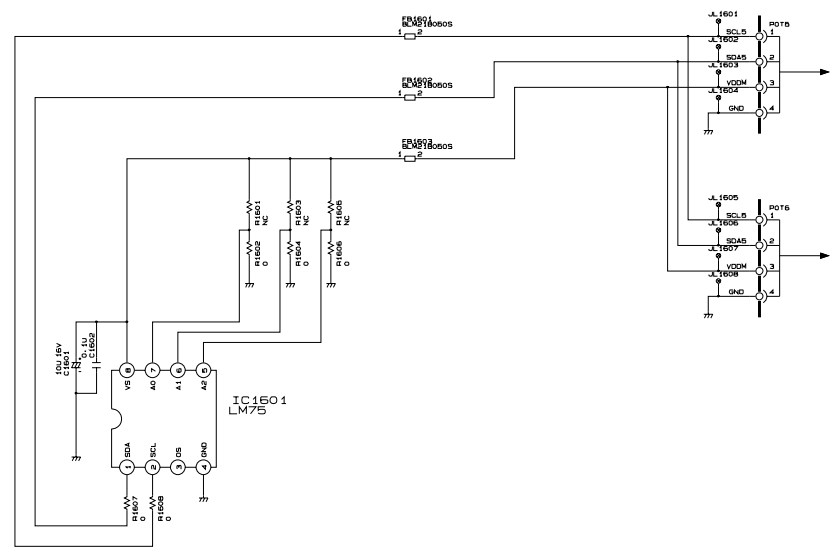 FB1601
BLM21B050S
1 2
FB1602
BLM21B050S
1 2
FB1603
BLM21B050S
1 2
JL1601
SCL5
1
POT5
JL1602
SDA5
2
JL1603
VDDM
3
JL1604
GND
4
JL1605
SCL5
1
POT6
JL1606
SDA5
2
JL1607
VDDM
3
JL1608
GND
4
R1601
NC
R1603
NC
R1605
NC
R1602
0
R1604
0
R1606
0
10U 16V
C1601
+
-
0.1U
C1602
8
7
6
5
VS
A0
A1
A2
IC1601
LM75
SDA
SCL
OS
GND
1
2
3
4
R1607
0
R1608
0